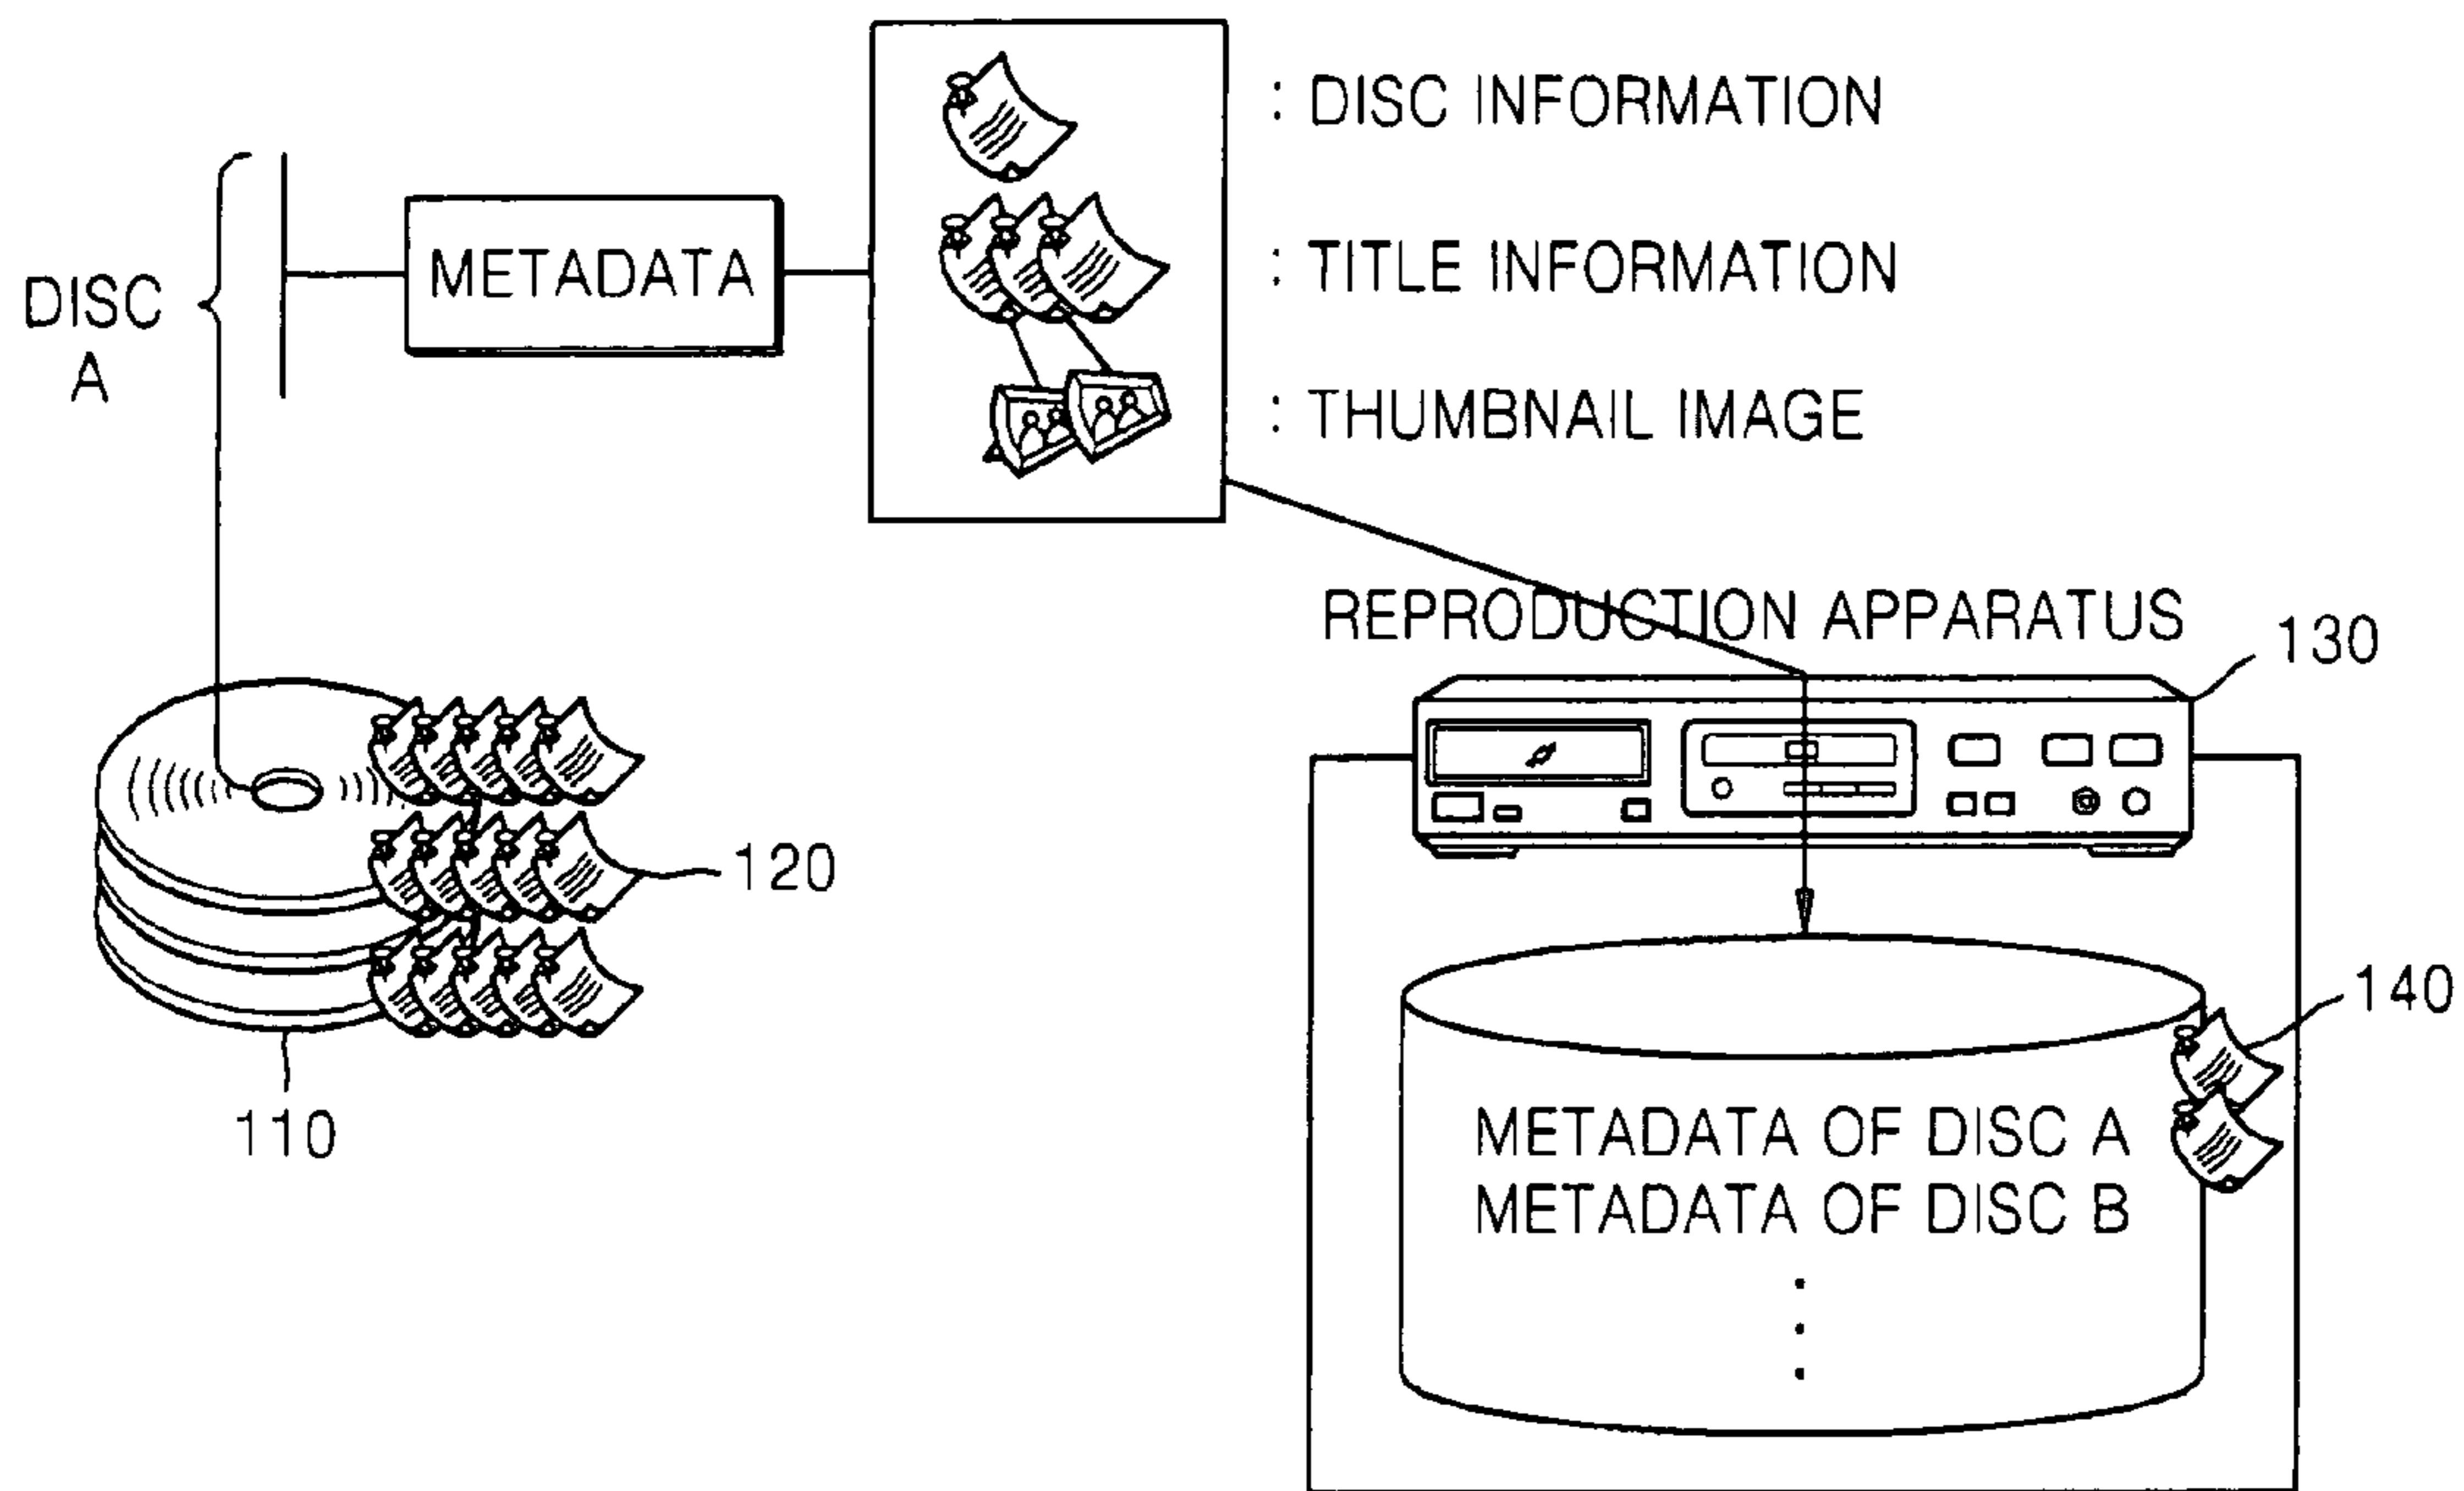 : DISC INFORMATION
METADATA
: TITLE INFORMATION
DISC
A
: THUMBNAIL IMAGE
REPRODUCTION APPARATUS
130
120
110
140
METADATA OF DISC A
METADATA OF DISC B